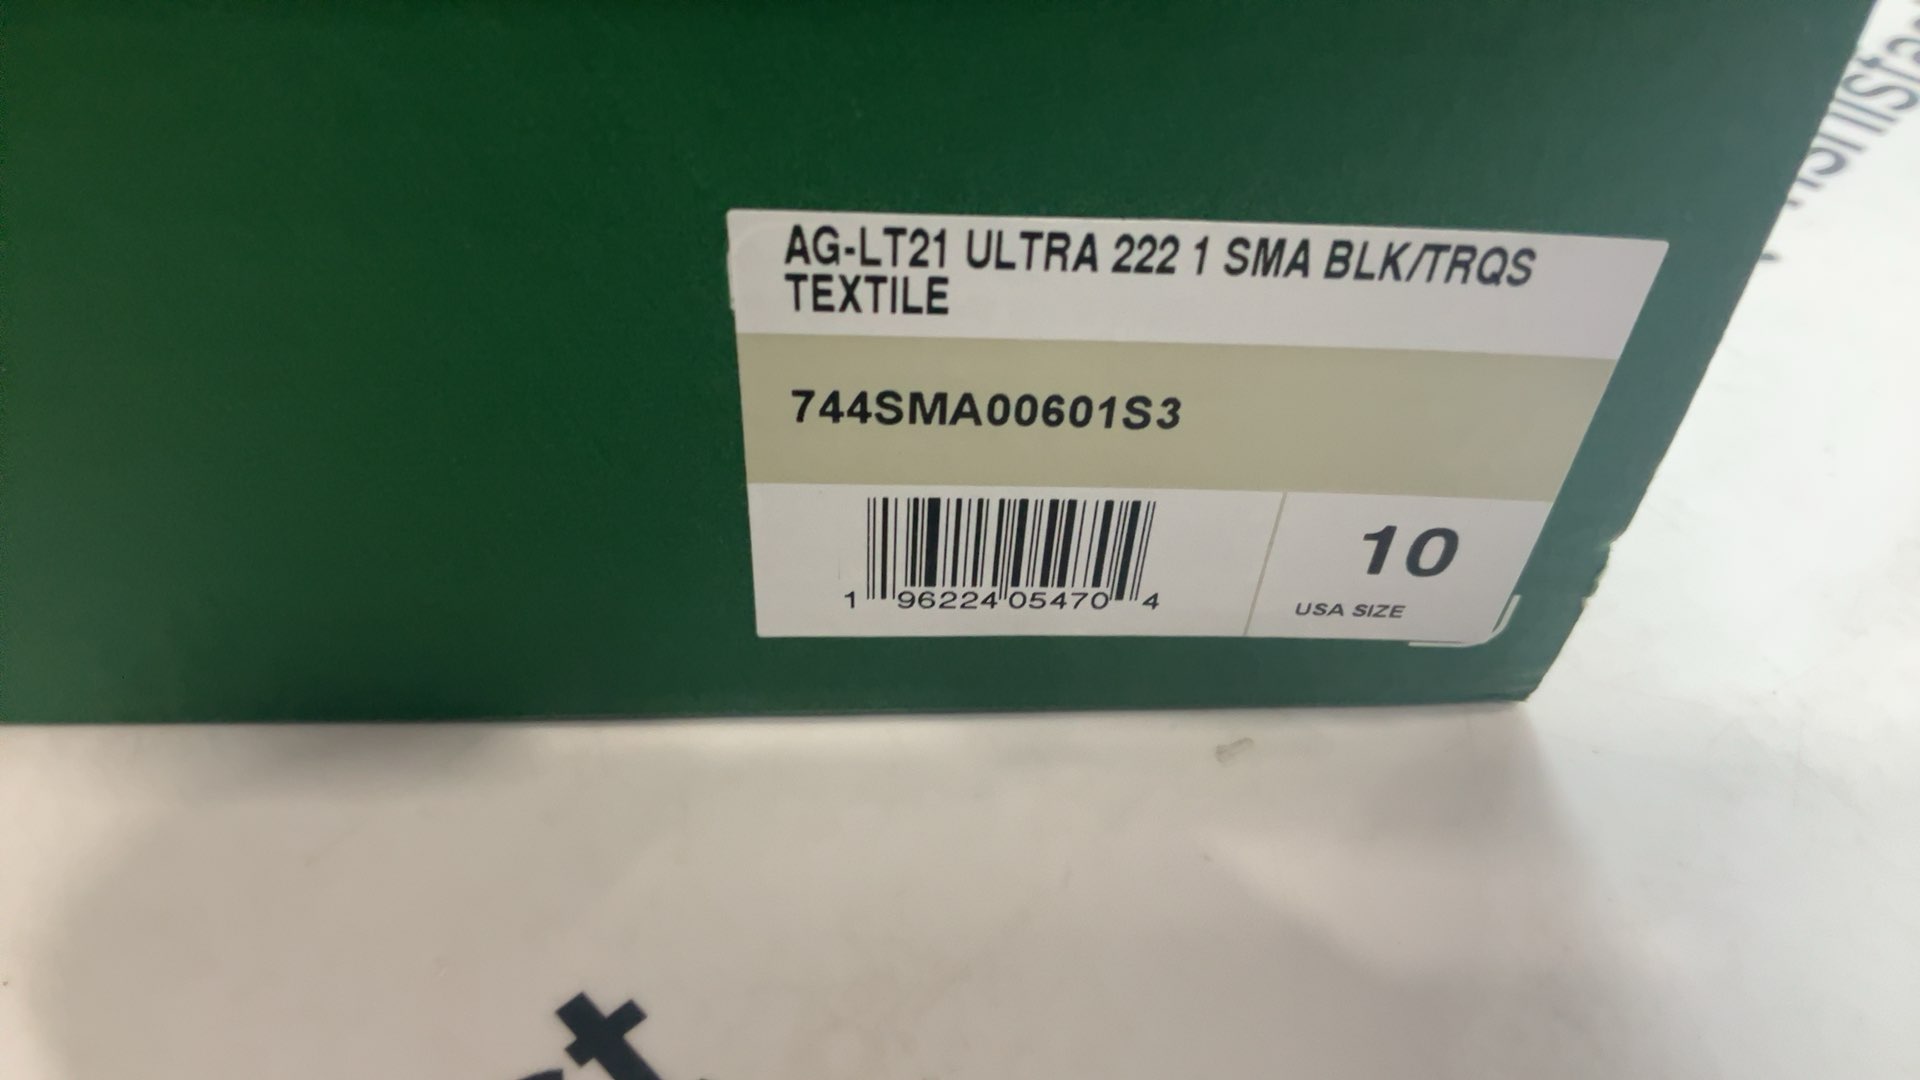 AG-LT21 ULTRA 222 1 SMA BLK/TRQS
TEXTILE
744SMA00601S3
1 96224 05470 4
10
USA SIZE